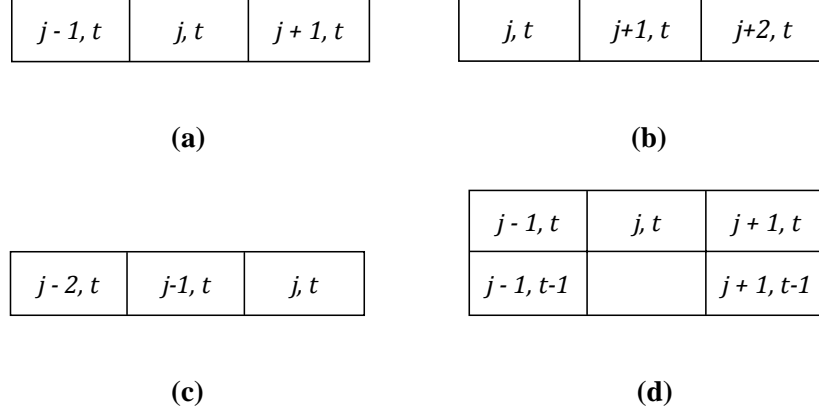 j - 1, t j, t j + 1, t
(a)
j, t j+1, t j+2, t
(b)
j - 2, t j-1, t j, t
(c)
j - 1, t j, t j + 1, t
j - 1, t-1 j + 1, t-1
(d)